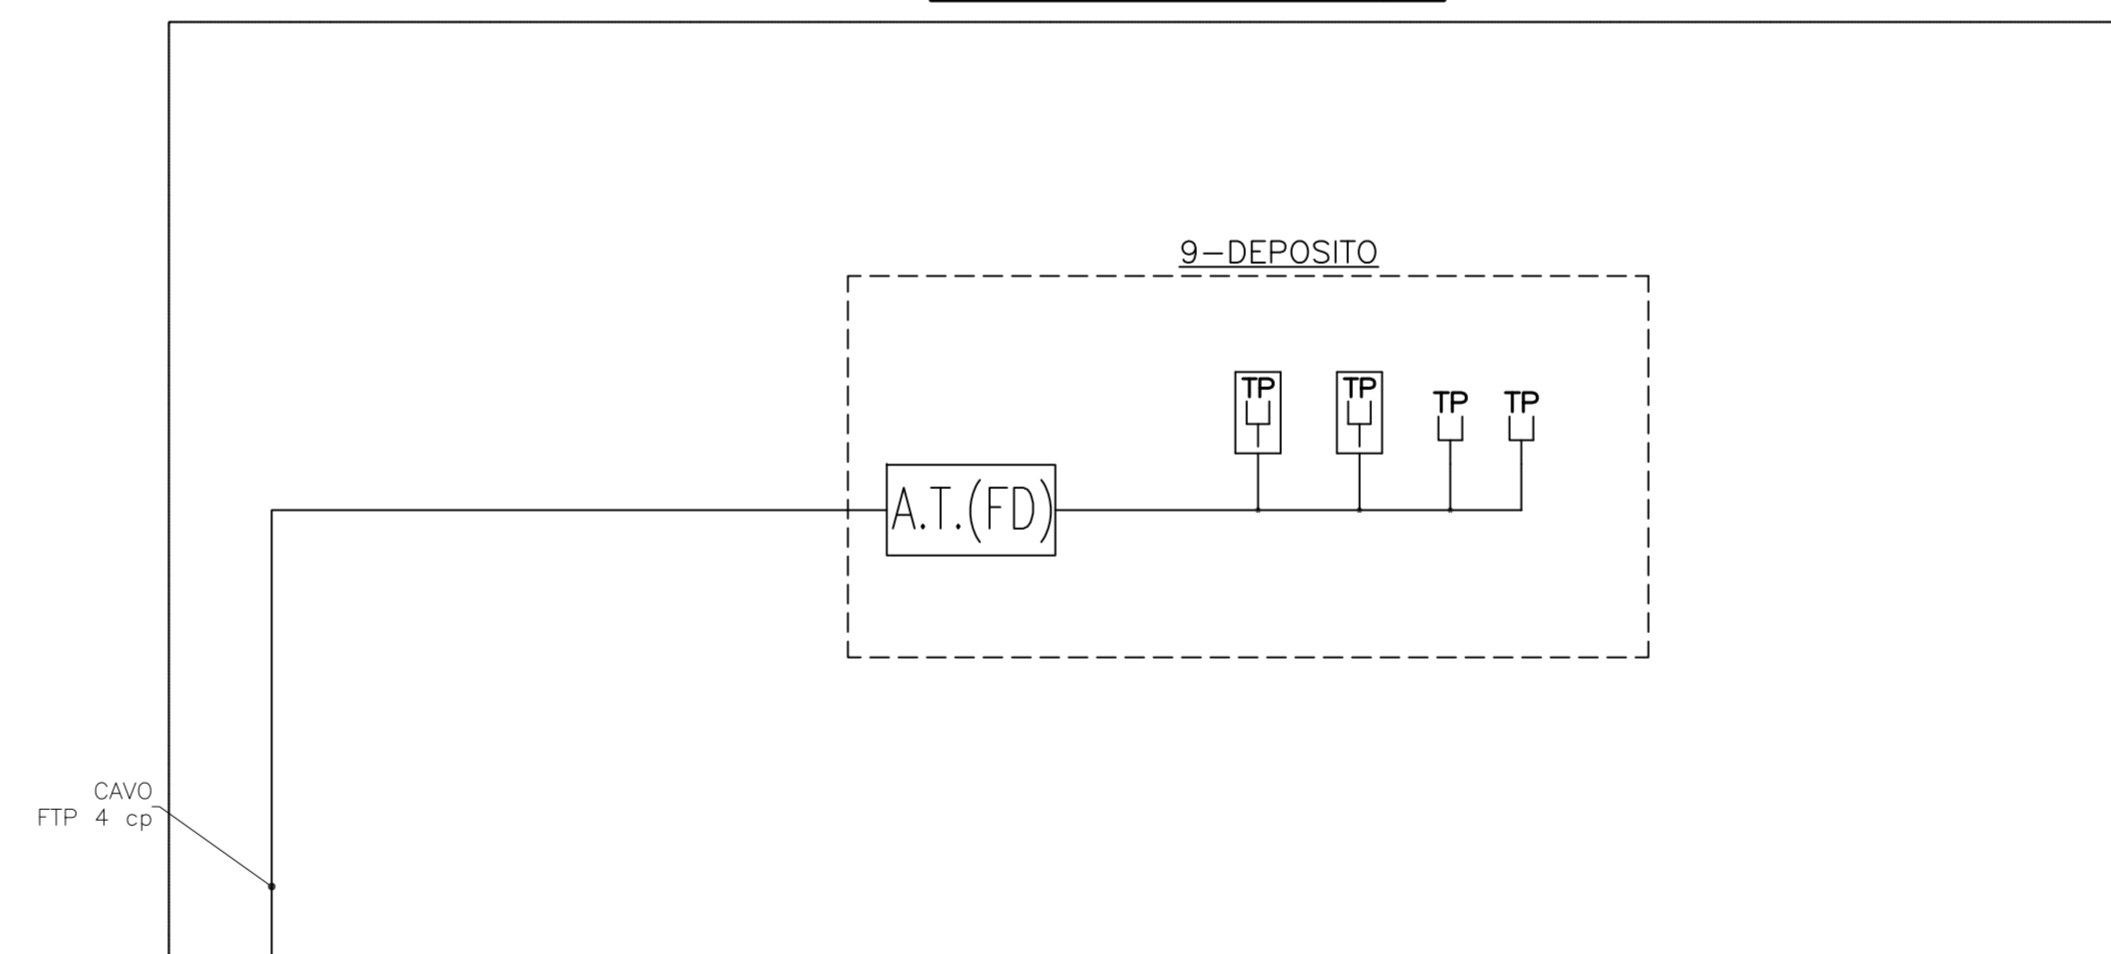 9-DEPOSITO
TP TP TP TP
A.T.(FD)
CAVO
FTP 4 cp